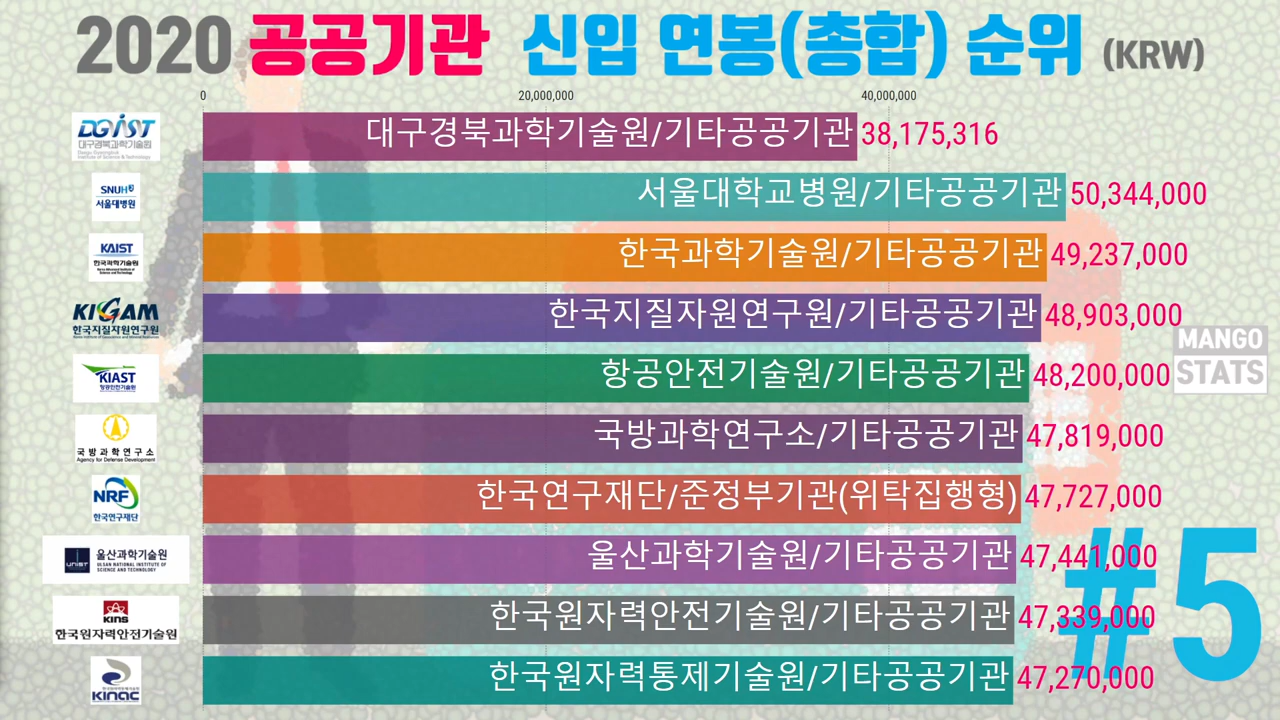 2020 공공기관 신입 연봉(총합) 순위 (KRW)
0 20,000,000 40,000,000
DGIST
대구경북과학기술원
대구경북과학기술원/기타공공기관 38,175,316
SNUH
서울대병원
서울대학교병원/기타공공기관 50,344,000
KAIST
한국과학기술원
한국과학기술원/기타공공기관 49,237,000
KIGAM
한국지질자원연구원
한국지질자원연구원/기타공공기관 48,903,000
MANGO
STATS
KIAST
항공안전기술원
항공안전기술원/기타공공기관 48,200,000
국방과학연구소
Agency for Defense Development
국방과학연구소/기타공공기관 47,819,000
NRF
한국연구재단
한국연구재단/준정부기관(위탁집행형) 47,727,000
UNIST
울산과학기술원
ULSAN NATIONAL INSTITUTE OF
SCIENCE AND TECHNOLOGY
울산과학기술원/기타공공기관 47,441,000
KINS
한국원자력안전기술원
한국원자력안전기술원/기타공공기관 47,339,000
KINAC
한국원자력통제기술원/기타공공기관 47,270,000
#5